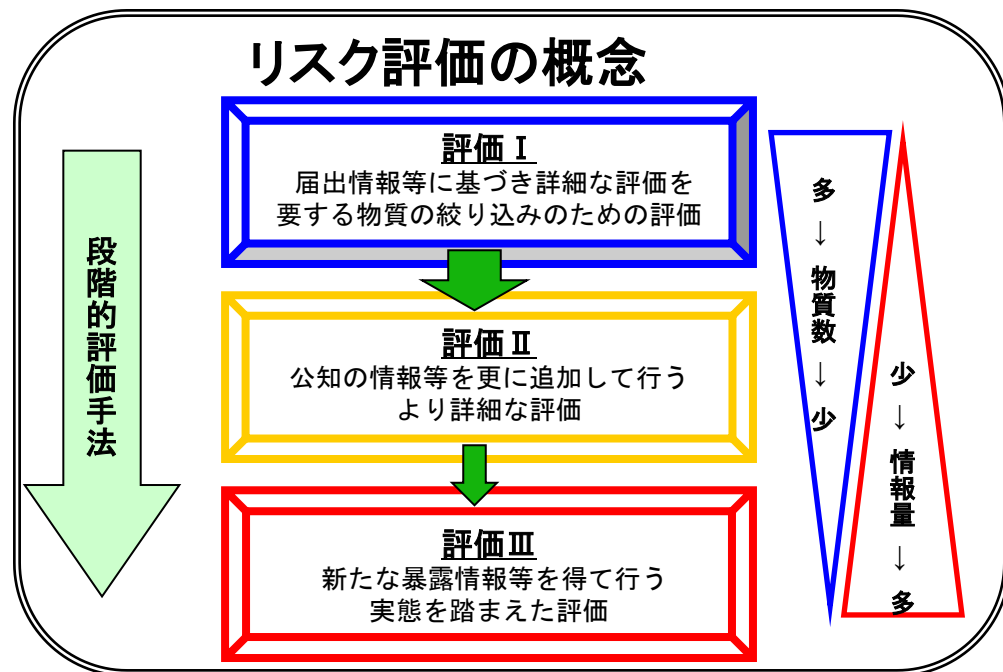 リスク評価の概念
段階的評価手法
評価Ⅰ
届出情報等に基づき詳細な評価を
要する物質の絞り込みのための評価
評価Ⅱ
公知の情報等を更に追加して行う
より詳細な評価
評価Ⅲ
新たな暴露情報等を得て行う
実態を踏まえた評価
多→物質数→少
少→情報量→多